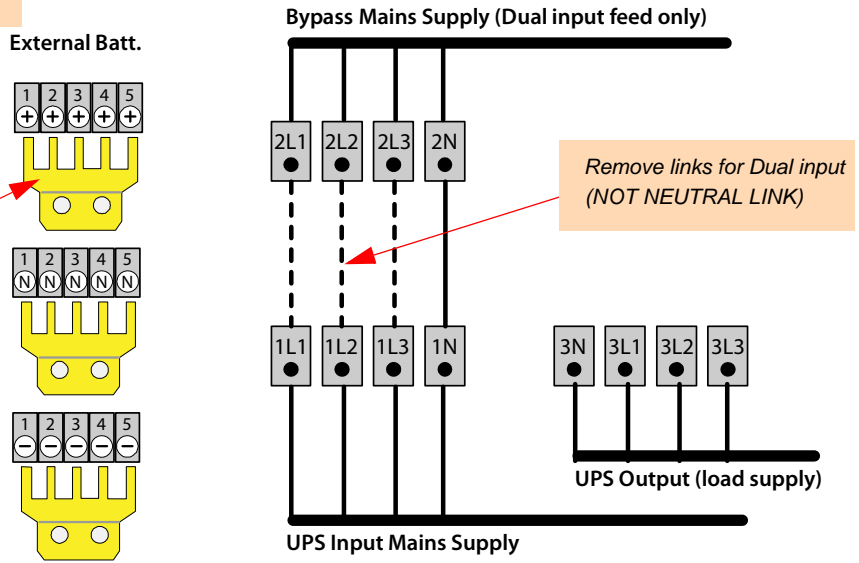 External Batt.
1 2 3 4 5
+ + + + +
1 2 3 4 5
N N N N N
1 2 3 4 5
− − − − −
Bypass Mains Supply (Dual input feed only)
2L1 2L2 2L3 2N
Remove links for Dual input
(NOT NEUTRAL LINK)
1L1 1L2 1L3 1N
3N 3L1 3L2 3L3
UPS Output (load supply)
UPS Input Mains Supply